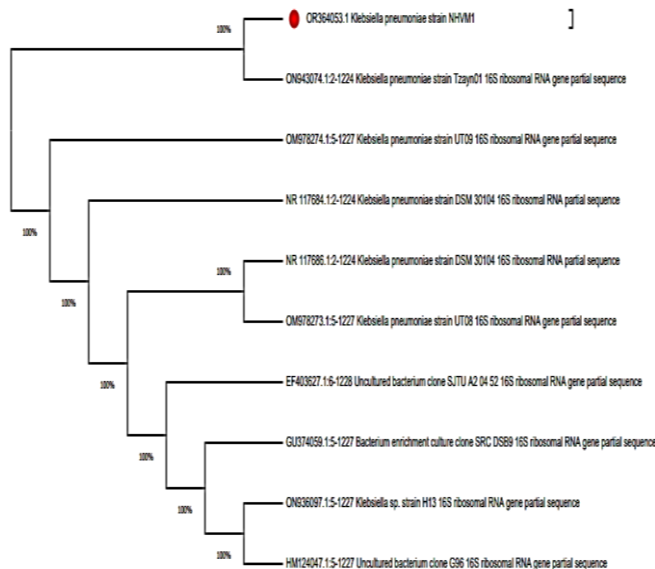 100%
OR364053.1 Klebsiella pneumoniae strain NHVM1
ON943074.1:2-1224 Klebsiella pneumoniae strain Tzayn01 16S ribosomal RNA gene partial sequence
OM978274.1:5-1227 Klebsiella pneumoniae strain UT09 16S ribosomal RNA gene partial sequence
NR 117684.1:2-1224 Klebsiella pneumoniae strain DSM 30104 16S ribosomal RNA partial sequence
100%
NR 117686.1:2-1224 Klebsiella pneumoniae strain DSM 30104 16S ribosomal RNA partial sequence
100%
100%
OM978273.1:5-1227 Klebsiella pneumoniae strain UT08 16S ribosomal RNA gene partial sequence
100%
EF403627.1:6-1228 Uncultured bacterium clone SJTU A2 04 52 16S ribosomal RNA gene partial sequence
GU374059.1:5-1227 Bacterium enrichment culture clone SRC DSB9 16S ribosomal RNA gene partial sequence
100%
ON936097.1:5-1227 Klebsiella sp. strain H13 16S ribosomal RNA gene partial sequence
100%
100%
HM124047.1:5-1227 Uncultured bacterium clone G96 16S ribosomal RNA gene partial sequence